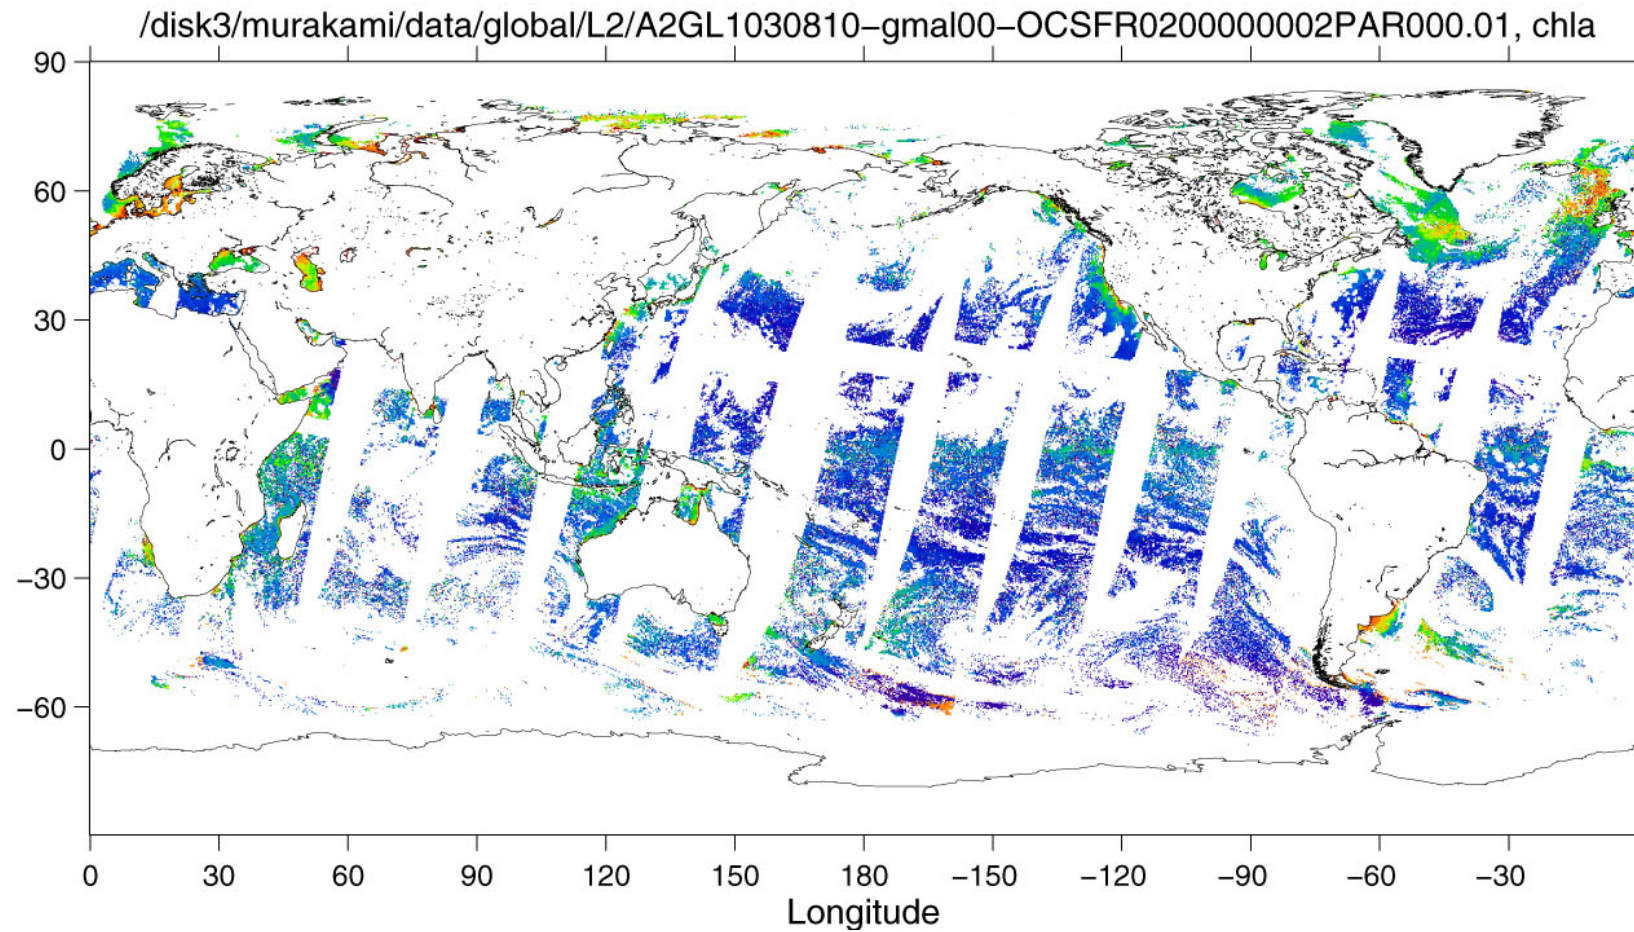 /disk3/murakami/data/global/L2/A2GL1030810−gmal00−OCSFR0200000002PAR000.01, chla
90
60
30
0
−30
−60
0 30 60 90 120 150 180 −150 −120 −90 −60 −30
Longitude